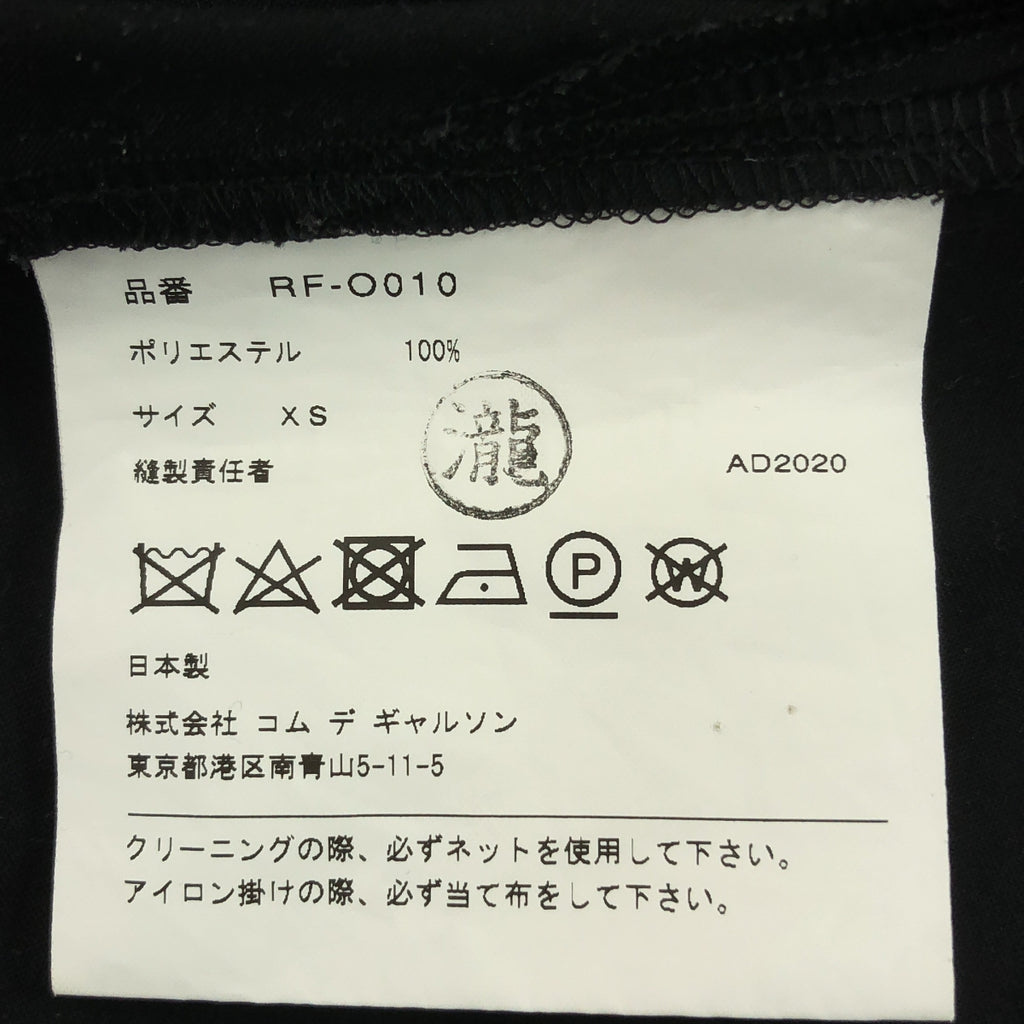 品番 RF-O010
ポリエステル 100%
サイズ XS
縫製責任者 瀧 AD2020
P W
日本製
株式会社 コム デ ギャルソン
東京都港区南青山5-11-5
クリーニングの際、必ずネットを使用して下さい。
アイロン掛けの際、必ず当て布をして下さい。